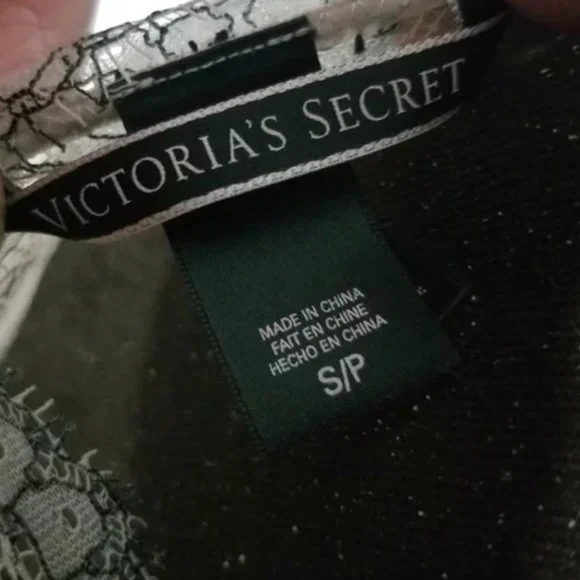 VICTORIA'S SECRET
MADE IN CHINA
FAIT EN CHINE
HECHO EN CHINA
S/P